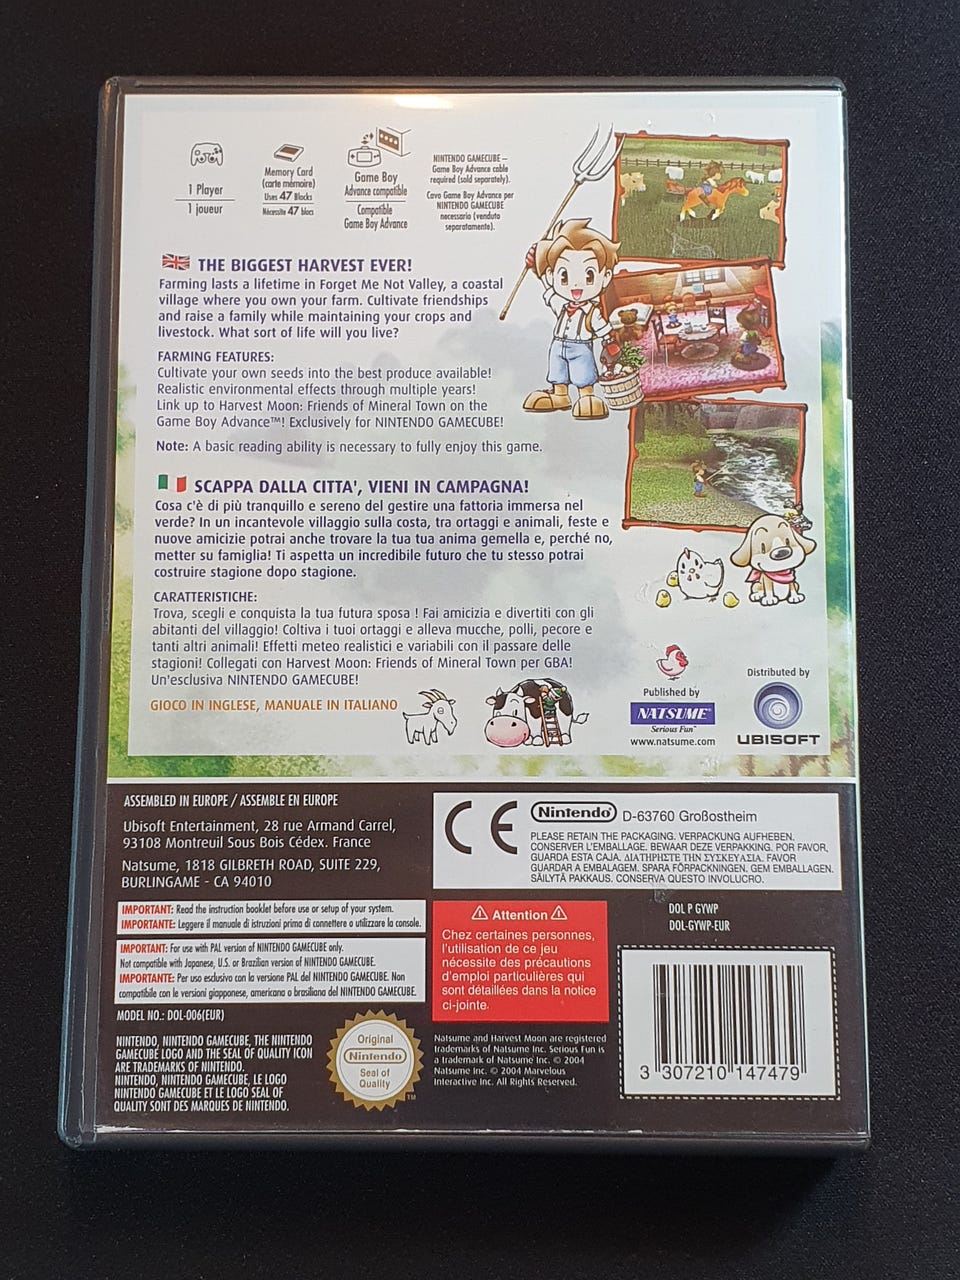 1 Player
1 joueur
Memory Card
(carte mémoire)
Uses 47 Blocks
Nécessite 47 blocs
Game Boy
Advance compatible
Compatible
Game Boy Advance
NINTENDO GAMECUBE –
Game Boy Advance cable
required (sold separately).
Cavo Game Boy Advance per
NINTENDO GAMECUBE
necessario (venduto
separatamente).
THE BIGGEST HARVEST EVER!
Farming lasts a lifetime in Forget Me Not Valley, a coastal
village where you own your farm. Cultivate friendships
and raise a family while maintaining your crops and
livestock. What sort of life will you live?
FARMING FEATURES:
Cultivate your own seeds into the best produce available!
Realistic environmental effects through multiple years!
Link up to Harvest Moon: Friends of Mineral Town on the
Game Boy Advance™! Exclusively for NINTENDO GAMECUBE!
Note: A basic reading ability is necessary to fully enjoy this game.
SCAPPA DALLA CITTA', VIENI IN CAMPAGNA!
Cosa c'è di più tranquillo e sereno del gestire una fattoria immersa nel
verde? In un incantevole villaggio sulla costa, tra ortaggi e animali, feste e
nuove amicizie potrai anche trovare la tua tua anima gemella e, perché no,
metter su famiglia! Ti aspetta un incredibile futuro che tu stesso potrai
costruire stagione dopo stagione.
CARATTERISTICHE:
Trova, scegli e conquista la tua futura sposa ! Fai amicizia e divertiti con gli
abitanti del villaggio! Coltiva i tuoi ortaggi e alleva mucche, polli, pecore e
tanti altri animali! Effetti meteo realistici e variabili con il passare delle
stagioni! Collegati con Harvest Moon: Friends of Mineral Town per GBA!
Un'esclusiva NINTENDO GAMECUBE!
GIOCO IN INGLESE, MANUALE IN ITALIANO
Published by
NATSUME®
Serious Fun™
www.natsume.com
Distributed by
UBISOFT™
ASSEMBLED IN EUROPE / ASSEMBLE EN EUROPE
Ubisoft Entertainment, 28 rue Armand Carrel,
93108 Montreuil Sous Bois Cédex. France
Natsume, 1818 GILBRETH ROAD, SUITE 229,
BURLINGAME - CA 94010
CE
Nintendo® D-63760 Großostheim
PLEASE RETAIN THE PACKAGING. VERPACKUNG AUFHEBEN.
CONSERVER L'EMBALLAGE. BEWAAR DEZE VERPAKKING. POR FAVOR,
GUARDA ESTA CAJA. ΔΙΑΤΗΡΗΣΤΕ ΤΗΝ ΣΥΣΚΕΥΑΣΙΑ. FAVOR
GUARDAR A EMBALAGEM. SPARA FÖRPACKNINGEN. GEM EMBALLAGEN.
SÄILYTÄ PAKKAUS. CONSERVA QUESTO INVOLUCRO.
IMPORTANT: Read the instruction booklet before use or setup of your system.
IMPORTANTE: Leggere il manuale di istruzioni prima di connettere o utilizzare la console.
IMPORTANT: For use with PAL version of NINTENDO GAMECUBE only.
Not compatible with Japanese, U.S. or Brazilian version of NINTENDO GAMECUBE.
IMPORTANTE: Per uso esclusivo con la versione PAL del NINTENDO GAMECUBE. Non
compatibile con le versioni giapponese, americana o brasiliana del NINTENDO GAMECUBE.
MODEL NO.: DOL-006(EUR)
NINTENDO, NINTENDO GAMECUBE, THE NINTENDO
GAMECUBE LOGO AND THE SEAL OF QUALITY ICON
ARE TRADEMARKS OF NINTENDO.
NINTENDO, NINTENDO GAMECUBE, LE LOGO
NINTENDO GAMECUBE ET LE LOGO SEAL OF
QUALITY SONT DES MARQUES DE NINTENDO.
Original
Nintendo
Seal of
Quality
TM
Attention
Chez certaines personnes,
l'utilisation de ce jeu
nécessite des précautions
d'emploi particulières qui
sont détaillées dans la notice
ci-jointe.
Natsume and Harvest Moon are registered
trademarks of Natsume Inc. Serious Fun is
a trademark of Natsume Inc. © 2004
Natsume Inc. © 2004 Marvelous
Interactive Inc. All Rights Reserved.
DOL P GYWP
DOL-GYWP-EUR
3 307210 147479